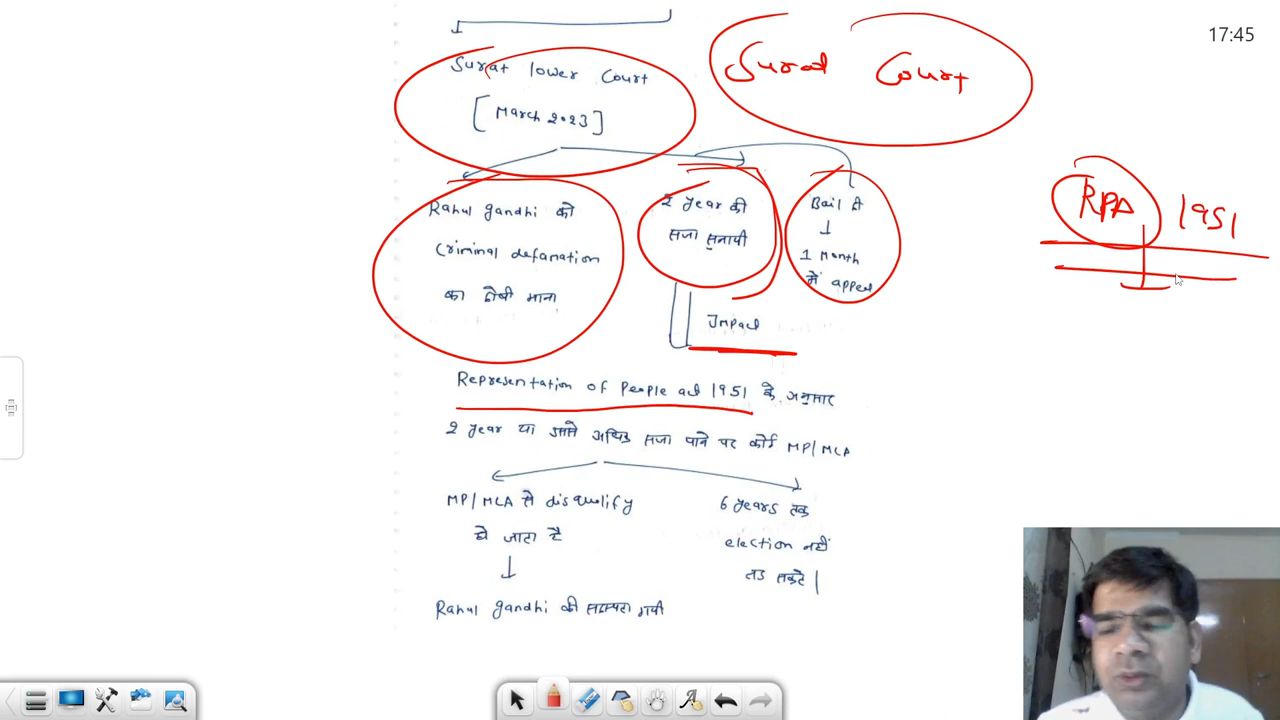 17:45
Surat lower Court
[March 2023]
Surat Court
RPA 1951
Rahul gandhi को
criminal defamation
का दोषी माना
2 year की
सजा सुनायी
Bail दी
1 Month
में appeal
Impact
Representation of People act 1951 के अनुसार
2 year या उससे अधिक सजा पाने पर कोई MP/MLA
MP/MLA से disqualify
हो जाता है
Rahul gandhi की सदस्यता गयी
6 years तक
election नहीं
लड़ सकते |